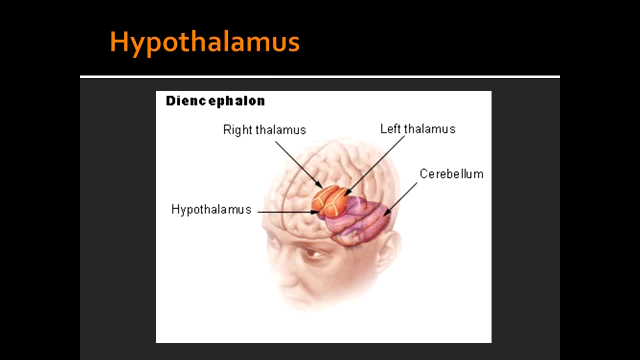 Hypothalamus
Diencephalon
Right thalamus
Left thalamus
Cerebellum
Hypothalamus